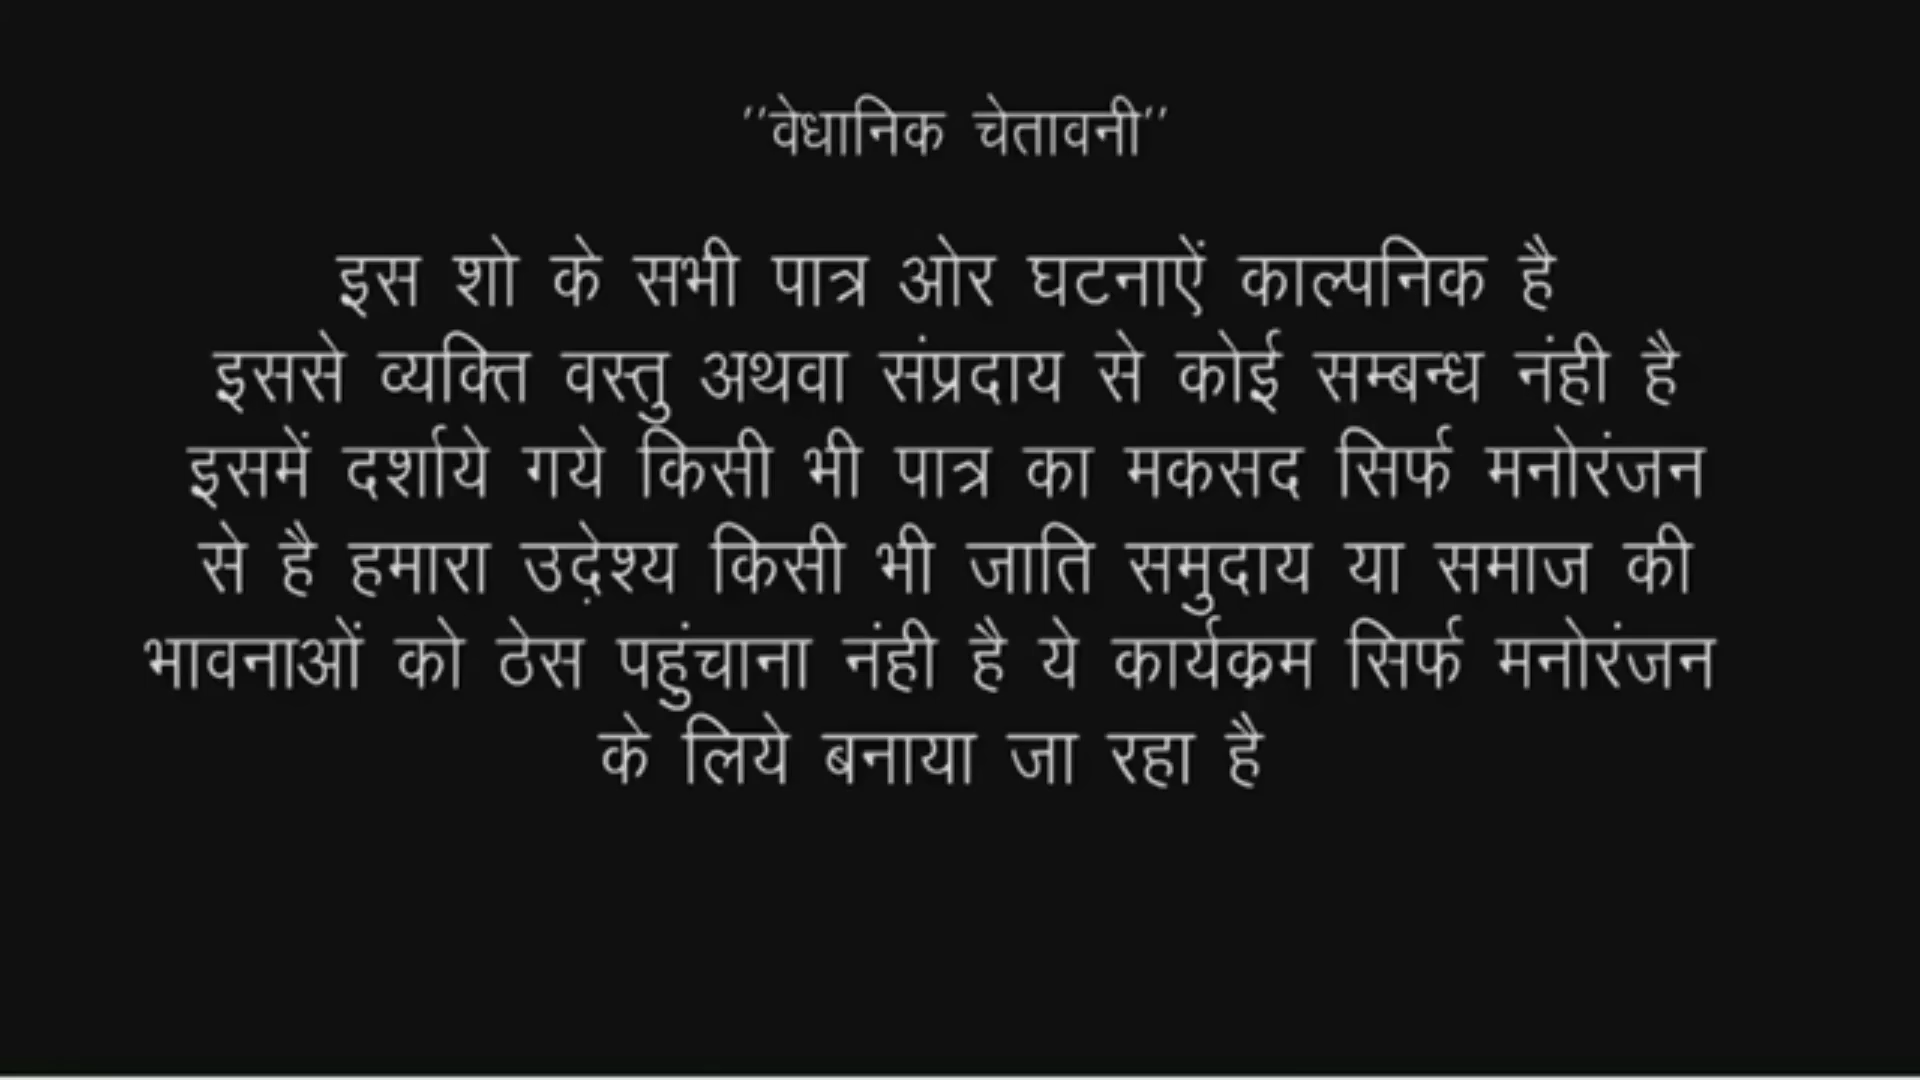 ''वेधानिक चेतावनी''
इस शो के सभी पात्र ओर घटनाऐं काल्पनिक है
इससे व्यक्ति वस्तु अथवा संप्रदाय से कोई सम्बन्ध नंही है
इसमें दर्शाये गये किसी भी पात्र का मकसद सिर्फ मनोरंजन
से है हमारा उद़ेश्य किसी भी जाति समुदाय या समाज की
भावनाओं को ठेस पहुंचाना नंही है ये कार्यक्रम सिर्फ मनोरंजन
के लिये बनाया जा रहा है